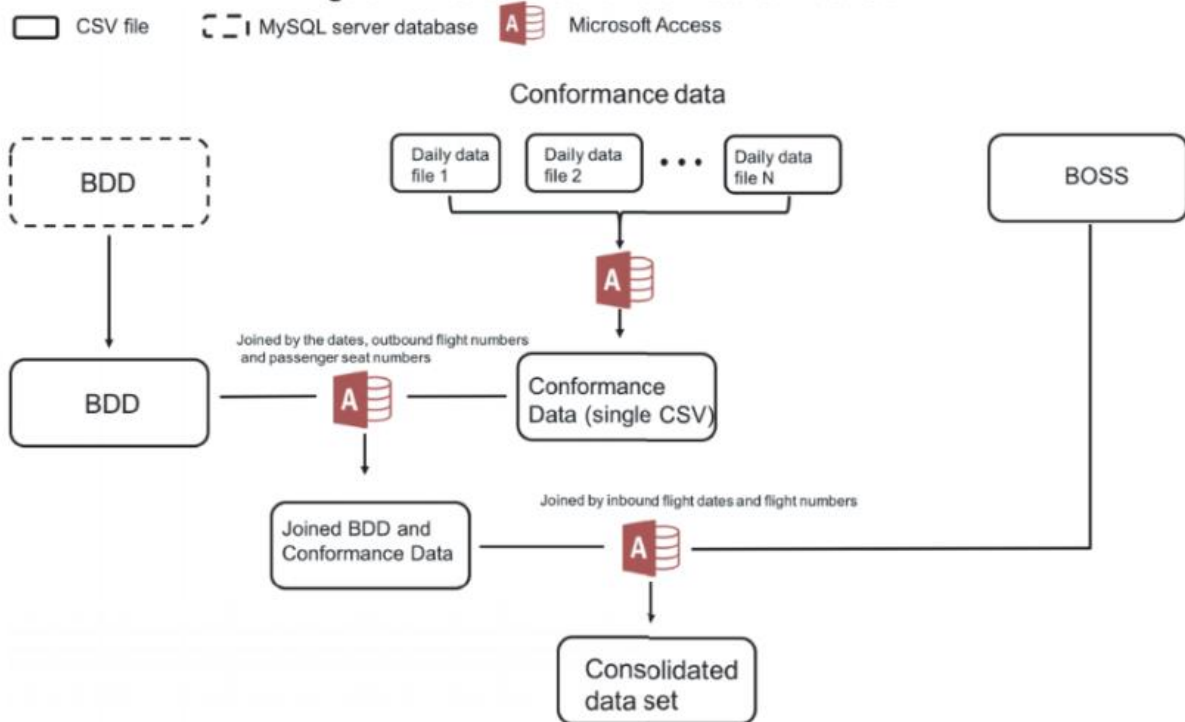 CSV file
MySQL server database
A
Microsoft Access
Conformance data
BDD
Daily data
file 1
Daily data
file 2
•••
Daily data
file N
BOSS
A
Joined by the dates, outbound flight numbers
and passenger seat numbers
BDD
A
Conformance
Data (single CSV)
Joined by inbound flight dates and flight numbers
Joined BDD and
Conformance Data
A
Consolidated
data set